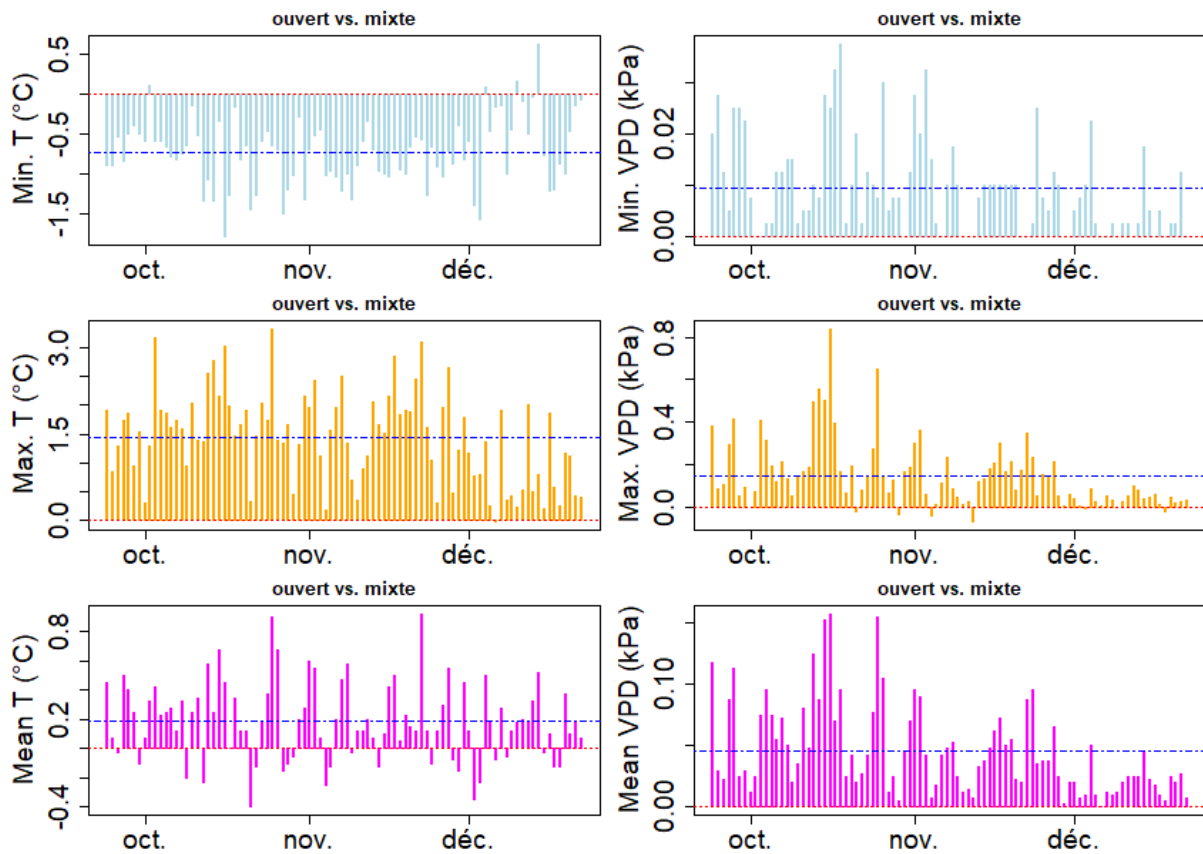 ouvert vs. mixte
Min. T (°C)
0.5
-0.5
-1.5
oct. nov. déc.
ouvert vs. mixte
Min. VPD (kPa)
0.02
0.00
oct. nov. déc.
ouvert vs. mixte
Max. T (°C)
3.0
1.5
0.0
oct. nov. déc.
ouvert vs. mixte
Max. VPD (kPa)
0.8
0.4
0.0
oct. nov. déc.
ouvert vs. mixte
Mean T (°C)
0.8
0.2
-0.4
oct. nov. déc.
ouvert vs. mixte
Mean VPD (kPa)
0.10
0.00
oct. nov. déc.